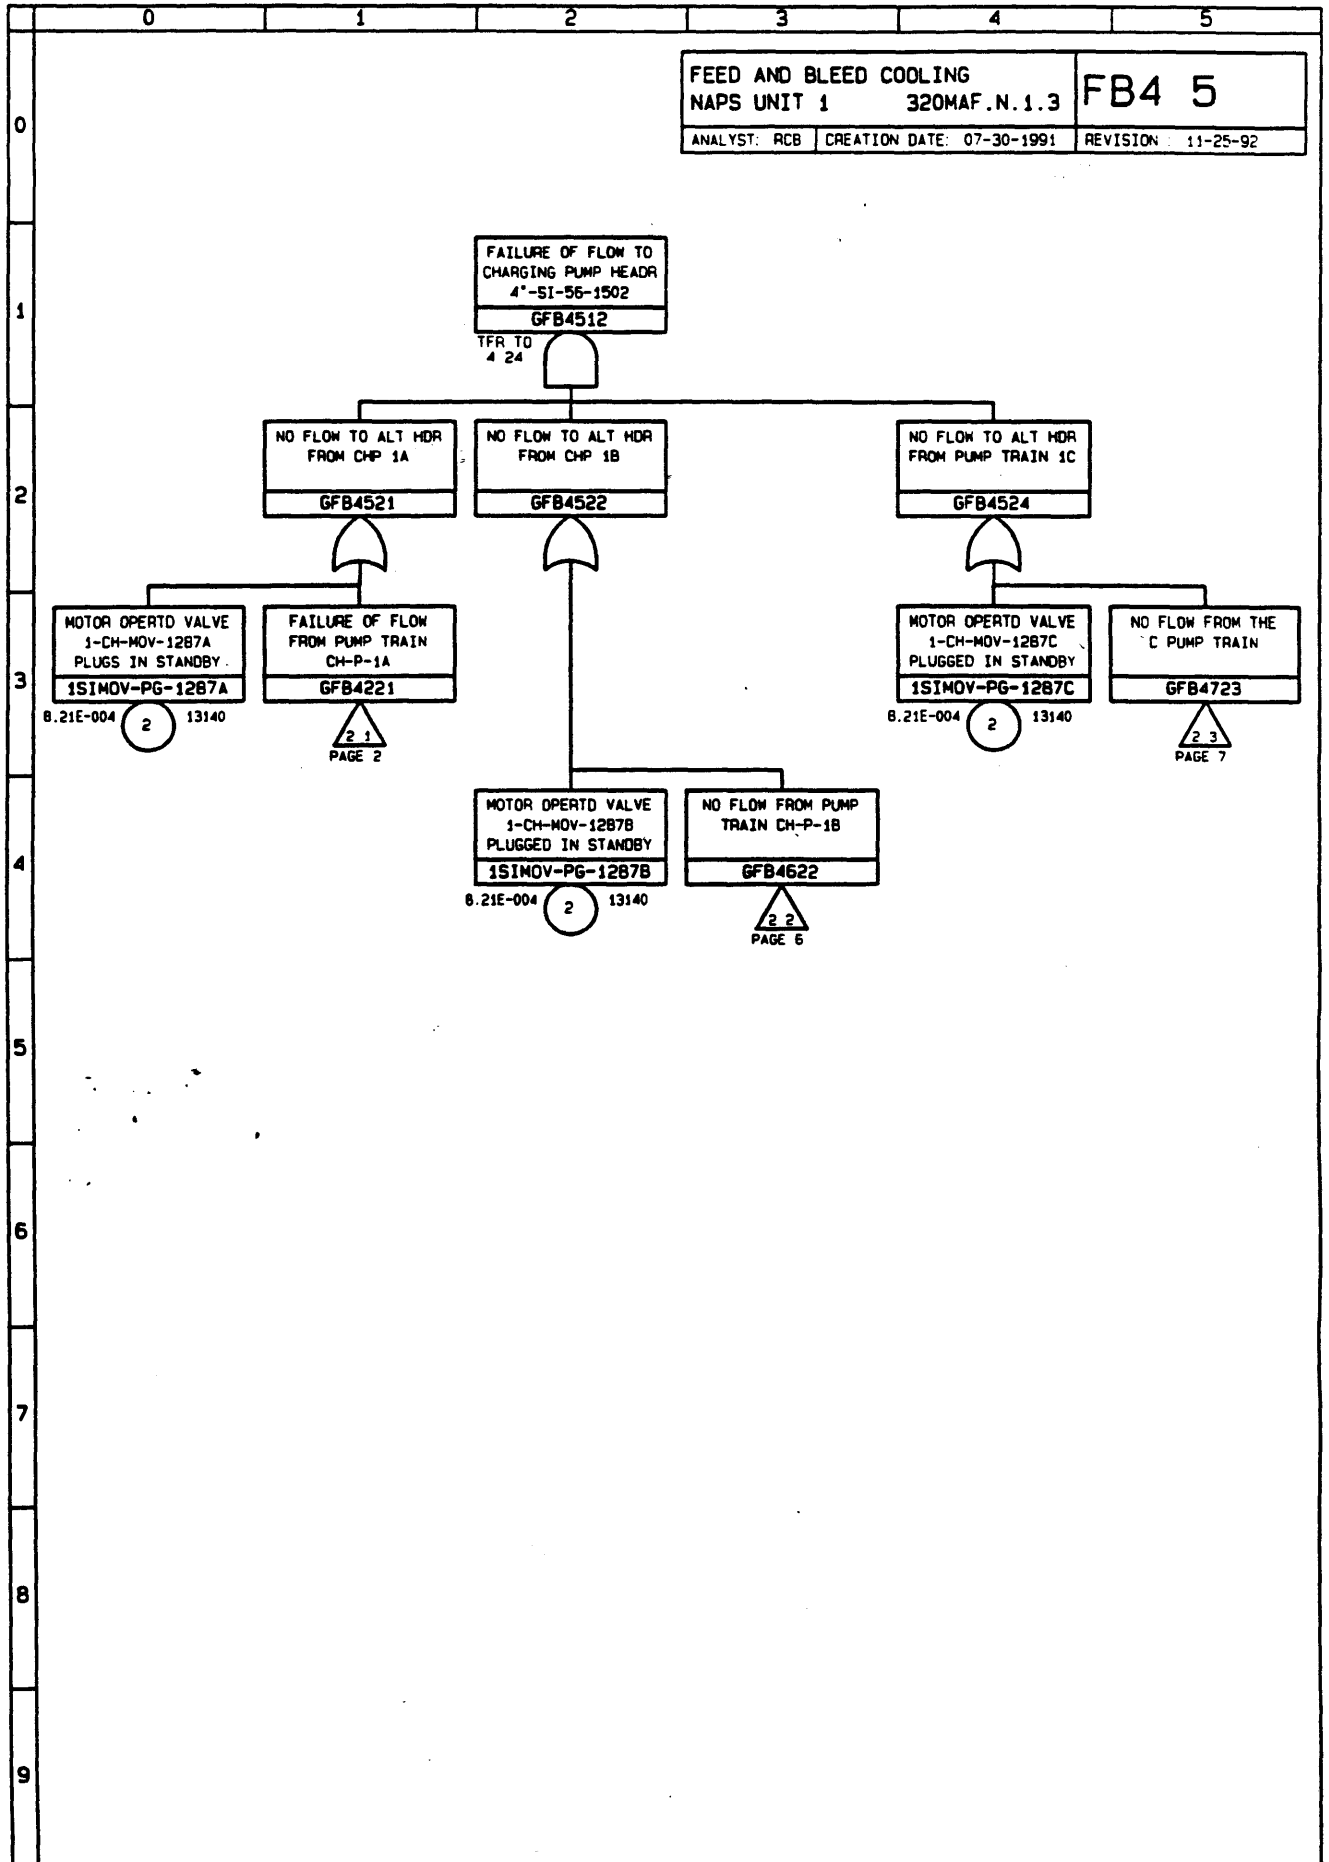 0 1 2 3 4 5
FEED AND BLEED COOLING
NAPS UNIT 1 320MAF.N.1.3
FB4 5
ANALYST: RCB CREATION DATE: 07-30-1991 REVISION : 11-25-92
0
FAILURE OF FLOW TO
CHARGING PUMP HEADR
4"-SI-56-1502
GFB4512
TFR TO
4 24
1
NO FLOW TO ALT HDR
FROM CHP 1A
GFB4521
NO FLOW TO ALT HDR
FROM CHP 1B
GFB4522
NO FLOW TO ALT HDR
FROM PUMP TRAIN 1C
GFB4524
2
MOTOR OPERTD VALVE
1-CH-MOV-1287A
PLUGS IN STANDBY
1SIMOV-PG-1287A
8.21E-004 2 13140
FAILURE OF FLOW
FROM PUMP TRAIN
CH-P-1A
GFB4221
2 1
PAGE 2
MOTOR OPERTD VALVE
1-CH-MOV-1287C
PLUGGED IN STANDBY
1SIMOV-PG-1287C
8.21E-004 2 13140
NO FLOW FROM THE
C PUMP TRAIN
GFB4723
2 3
PAGE 7
3
MOTOR OPERTD VALVE
1-CH-MOV-1287B
PLUGGED IN STANDBY
1SIMOV-PG-1287B
8.21E-004 2 13140
NO FLOW FROM PUMP
TRAIN CH-P-1B
GFB4622
2 2
PAGE 6
4
5
6
7
8
9